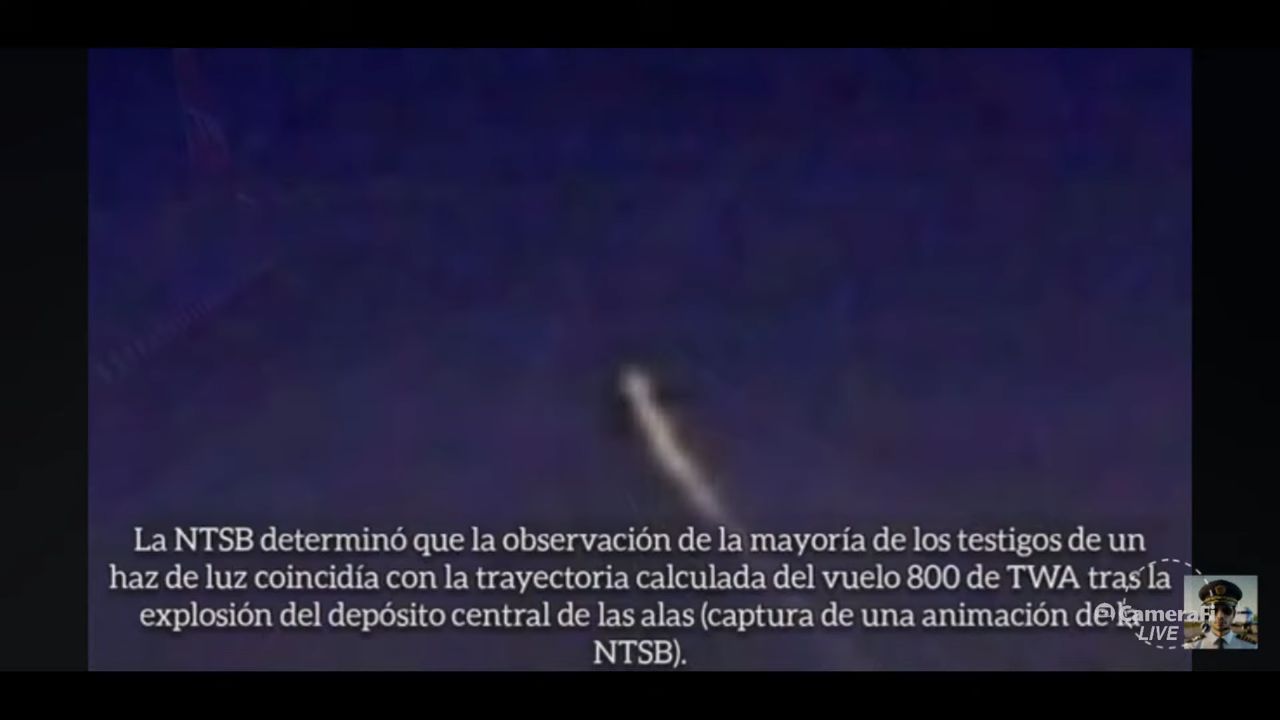 La NTSB determinó que la observación de la mayoría de los testigos de un
haz de luz coincidía con la trayectoria calculada del vuelo 800 de TWA tras la
explosión del depósito central de las alas (captura de una animación de la
NTSB).
CameraFi
LIVE